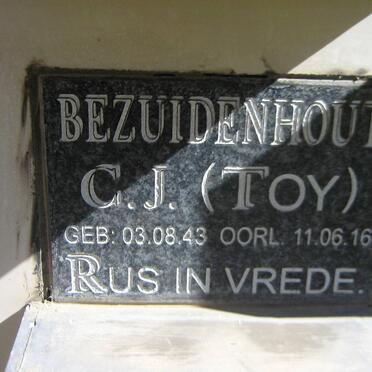 BEZUIDENHOUT
C.J. (TOY)
GEB: 03.08.43 OORL. 11.06.16
RUS IN VREDE.